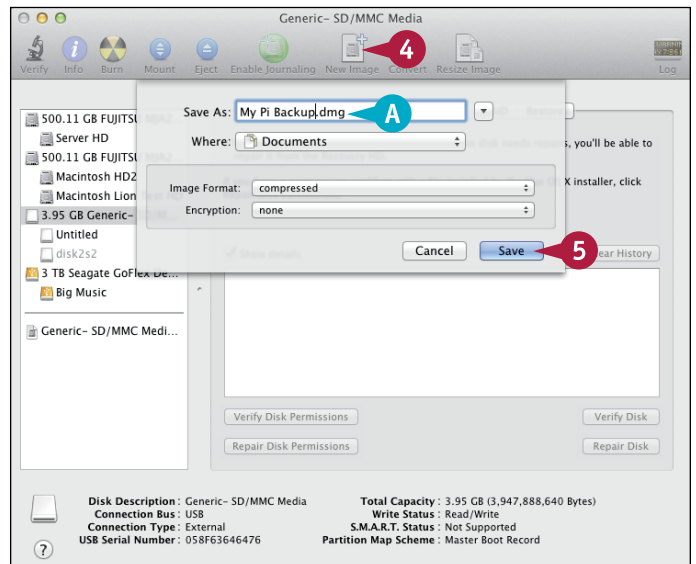 Generic- SD/MMC Media
4
Verify Info Burn Mount Eject Enable Journaling New Image Convert Resize Image Log
Save As: My Pi Backup.dmg
A
Where: Documents
Image Format: compressed
Encryption: none
Cancel Save
5
ear History
s, you'll be able to
X installer, click
500.11 GB FUJITSU
Server HD
500.11 GB FUJITSU
Macintosh HD2
Macintosh Lion
3.95 GB Generic-
Untitled
disk2s2
3 TB Seagate GoFlex De...
Big Music
Generic- SD/MMC Medi...
Verify Disk Permissions Verify Disk
Repair Disk Permissions Repair Disk
Disk Description : Generic- SD/MMC Media
Connection Bus : USB
Connection Type : External
USB Serial Number : 058F63646476
Total Capacity : 3.95 GB (3,947,888,640 Bytes)
Write Status : Read/Write
S.M.A.R.T. Status : Not Supported
Partition Map Scheme : Master Boot Record
?